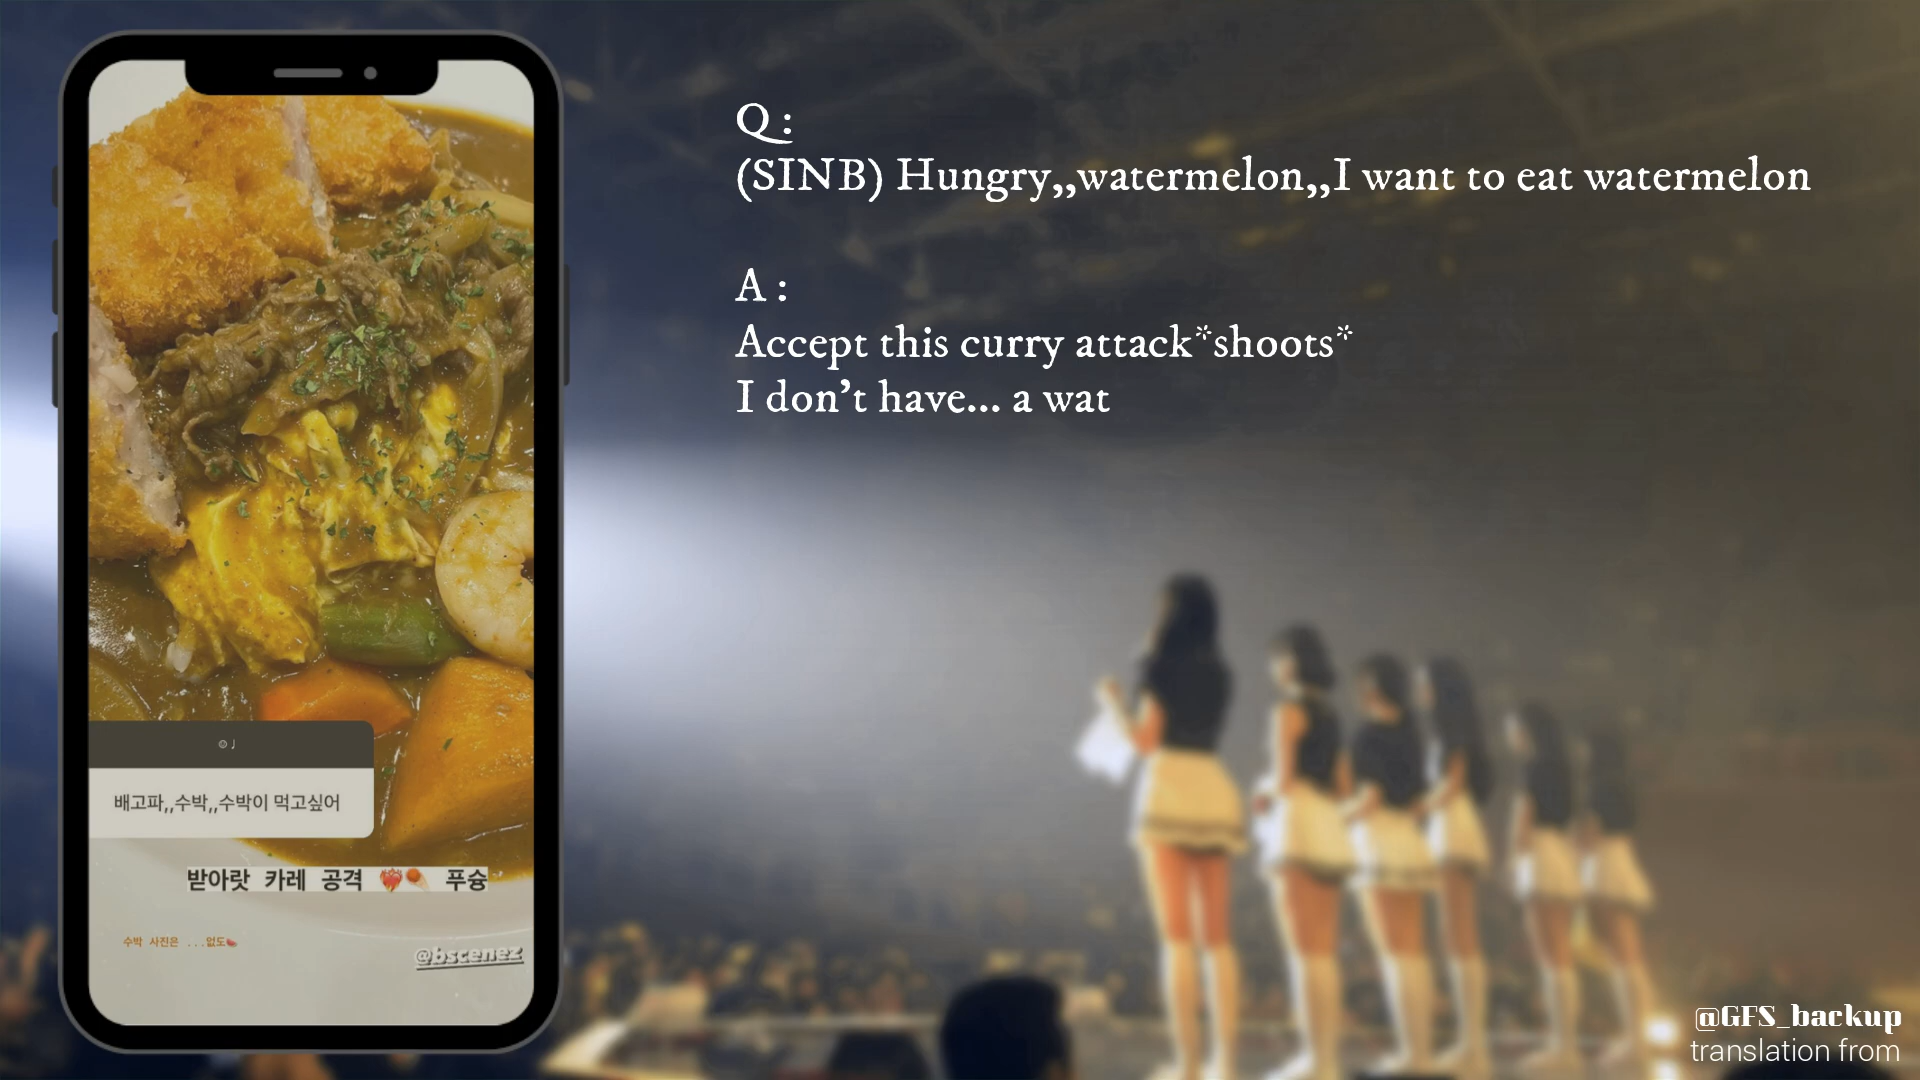 Q :
(SINB) Hungry,,watermelon,,I want to eat watermelon
A :
Accept this curry attack*shoots*
I don't have... a wat
배고파,,수박,,수박이 먹고싶어
받아랏 카레 공격 ❤️‍🔥☄️ 푸슝
수박 사진은 ...없도🍉
@bscenez
@GFS_backup
translation from